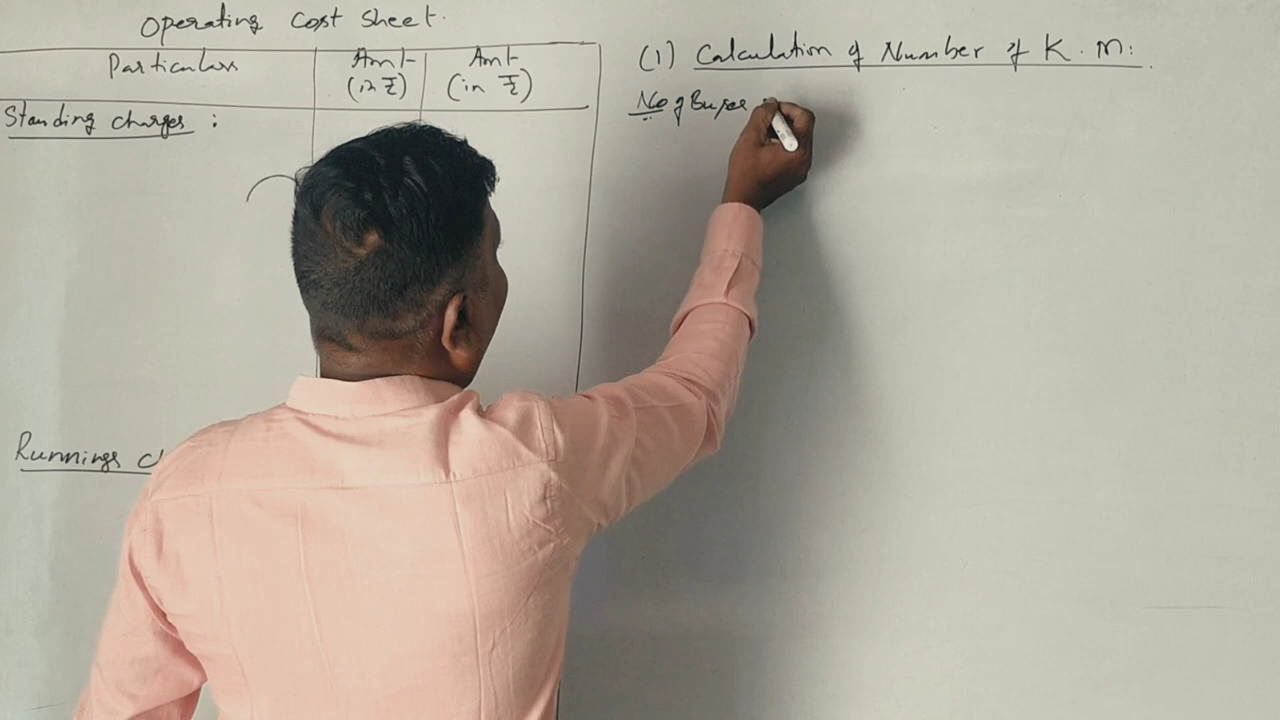 Operating Cost Sheet.
Particulars Amt Amt
(in ₹) (in ₹)
Standing charges :
Runnings
(1) Calculation of Number of K.M:
No of Buses